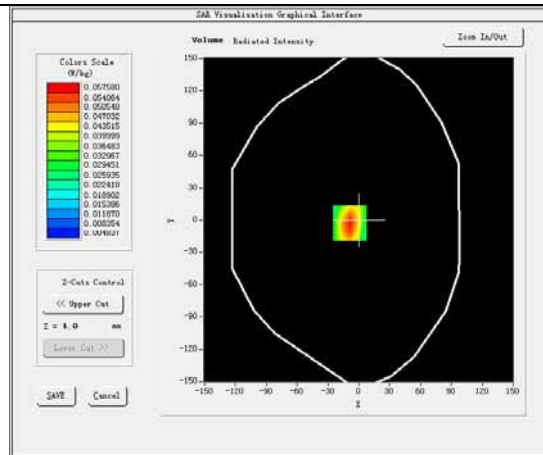 SAR Visualisation Graphical Interface
Volume Radiated Intensity
Zoom In/Out
Colors Scale
(W/kg)
0.057580
0.054064
0.050548
0.047032
0.043515
0.039999
0.036483
0.032967
0.029451
0.025935
0.022418
0.018902
0.015386
0.011870
0.008354
0.004837
Z-Cuts Control
<< Upper Cut
Z = 4.0 mm
Lower Cut >>
SAVE Cancel
150
120
90
60
30
0
-30
-60
-90
-120
-150
Y
-150 -120 -90 -60 -30 0 30 60 90 120 150
X